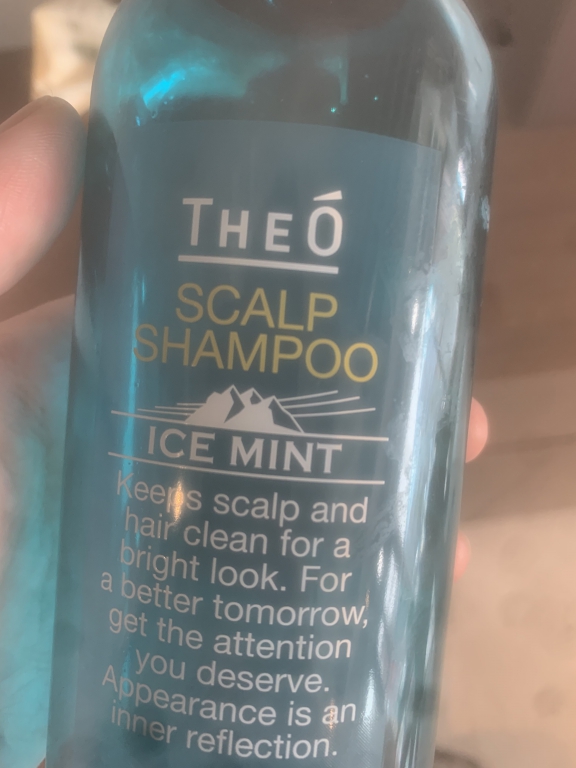 THEÓ
SCALP
SHAMPOO
ICE MINT
Keeps scalp and
hair clean for a
bright look. For
a better tomorrow,
get the attention
you deserve.
Appearance is an
inner reflection.